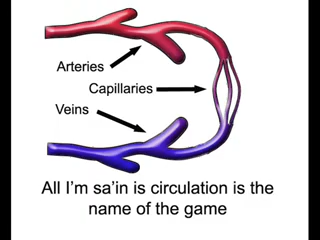 Arteries
Capillaries
Veins
All I'm sa'in is circulation is the
name of the game